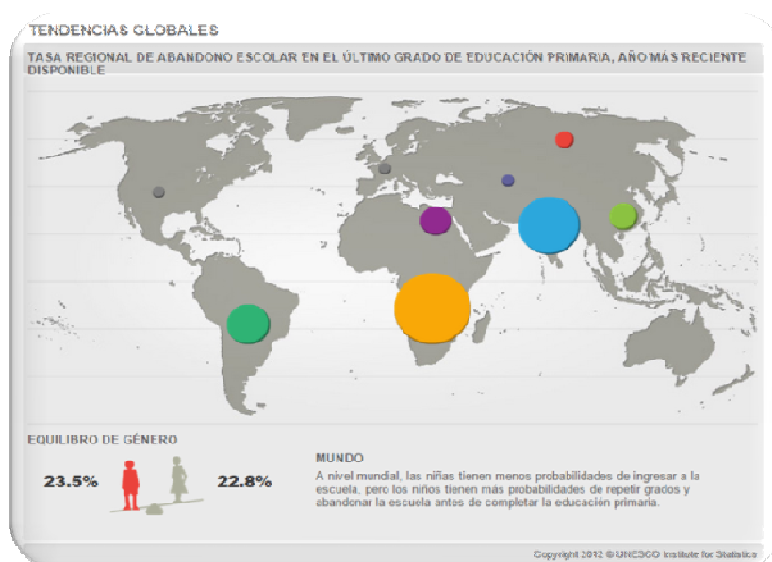 TENDENCIAS GLOBALES
TASA REGIONAL DE ABANDONO ESCOLAR EN EL ÚLTIMO GRADO DE EDUCACIÓN PRIMARIA, AÑO MÁS RECIENTE
DISPONIBLE
EQUILIBRO DE GÉNERO
23.5%
22.8%
MUNDO
A nivel mundial, las niñas tienen menos probabilidades de ingresar a la
escuela, pero los niños tienen más probabilidades de repetir grados y
abandonar la escuela antes de completar la educación primaria.
Copyright 2012 © UNESCO Institute for Statistics